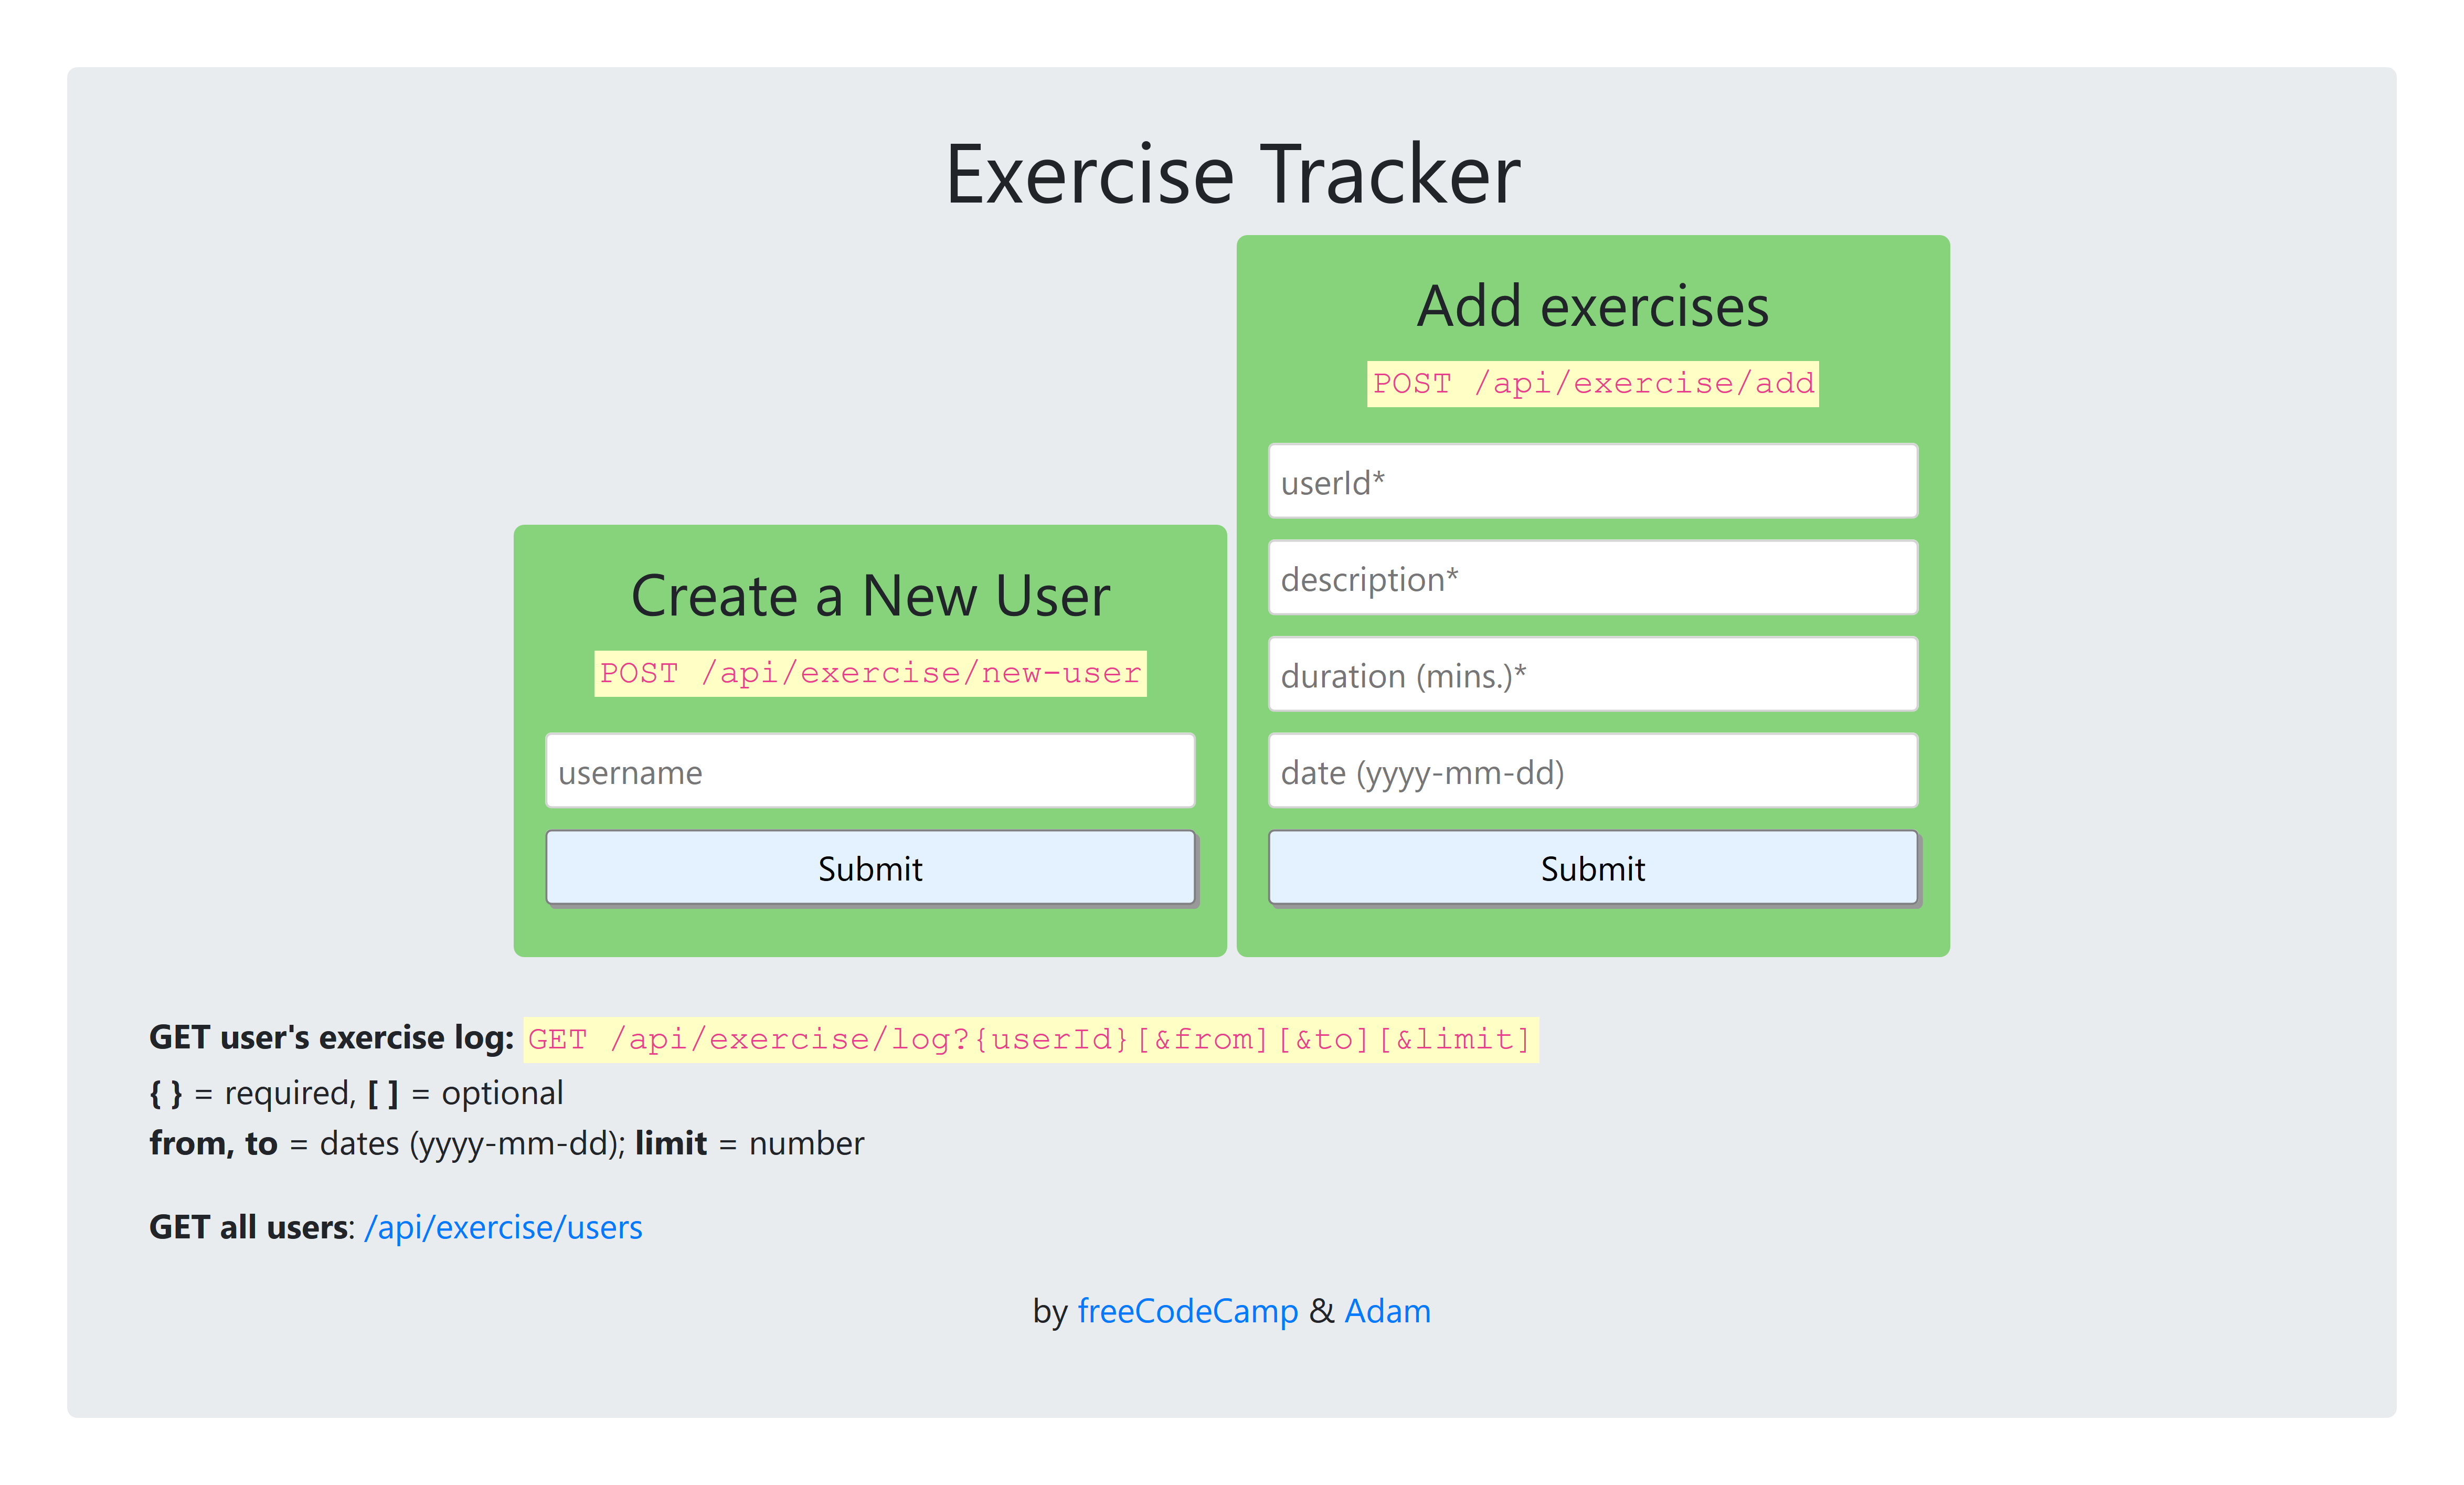 Exercise Tracker
Create a New User
POST /api/exercise/new-user
username
Submit
Add exercises
POST /api/exercise/add
userId*
description*
duration (mins.)*
date (yyyy-mm-dd)
Submit
GET user's exercise log: GET /api/exercise/log?{userId}[&from][&to][&limit]
{ } = required, [ ] = optional
from, to = dates (yyyy-mm-dd); limit = number
GET all users: /api/exercise/users
by freeCodeCamp & Adam